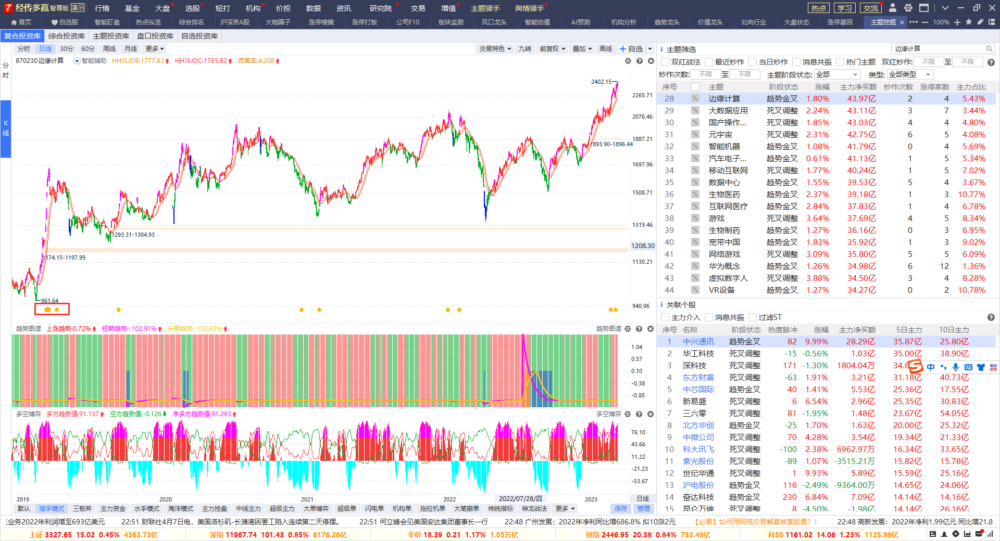 经传多赢 智尊版 演示 行情 基金 大盘 选股 短打 机构 价投 数据 资讯 研究院 交易 增值 主题猎手 舆情猎手 热点 学习 交流
首页 自选股 智能盯盘 热点纵览 综合排名 沪深京A股 大咖圈子 涨停棱镜 涨停打板 公司F10 板块监测 风口龙头 智能估值 AI预测 机构分析 趋势龙头 价值龙头 北向行业 大盘状态 涨停基因 主题挖掘 × ••• — 100% +
复合投资库 综合投资库 主题投资库 盘口投资库 自选投资库
分时
K线
分时 日线 30分 60分 周线 月线 更多 交易特色 九转 前复权 叠加 画线 +自选
870230 边缘计算 智能辅助 HHJSJDB:1777.83 HHJSJDC:1765.82 乖离率:4.208
2402.15
2265.71
2076.46
1887.21
1893.90-1896.44
1697.96
1508.71
1319.46
1293.31-1304.93
1208.30
1174.15-1197.99
1130.21
961.64
940.96
趋势图谱 上涨趋势:0.72% 短期趋势:-102.91% 长期趋势:-103.63% 趋势图谱
1.04
0.57
0.10
-0.38
-0.85
多空博弈 多方趋势值:91.137 空方趋势值:-0.126 净多方趋势值:91.263 多空博弈
76.10
43.66
11.22
-21.23
-53.67
2019 2020 2021 2022 2022/07/28/四 2023 日线
默认 猎手模式 三板斧 主力资金 水手模式 海洋模式 主力控盘 中线主力 超级主力 大单博弈 超级单 闪电单 机构单 拖拉机单 大笔撤单 传统指标 神龙战法 更多 保存 管理
主题筛选 边缘计算
双红战法 最近炒作 当日炒作 消息共振 热门主题 双红炒作: 不限 至 不限
炒作次数: 不限 至 不限 主题阶段状态: 全部 类型: 全部类型
序号 主题 阶段状态 涨幅 主力净买额 炒作次数 涨停家数 主力占比
28 边缘计算 趋势金叉 1.80% 43.97亿 2 4 5.43%
29 大数据应用 死叉调整 2.24% 43.11亿 3 7 3.44%
30 国产操作... 死叉调整 1.85% 43.03亿 4 4 4.80%
31 元宇宙 死叉调整 2.31% 42.75亿 6 5 4.08%
32 智能机器 趋势金叉 1.08% 41.79亿 0 4 5.69%
33 汽车电子... 趋势金叉 0.61% 41.13亿 1 5 5.34%
34 移动互联网 死叉调整 1.77% 40.24亿 1 5 7.02%
35 数据中心 趋势金叉 1.55% 39.53亿 5 4 3.67%
36 生物医药 趋势金叉 2.37% 39.18亿 1 3 10.77%
37 互联网医疗 死叉调整 2.84% 37.83亿 1 4 6.78%
38 游戏 死叉调整 3.64% 37.69亿 4 5 8.34%
39 生物制药 趋势金叉 1.27% 36.16亿 0 3 6.95%
40 宽带中国 趋势金叉 1.83% 35.92亿 1 3 9.02%
41 网络游戏 死叉调整 3.09% 35.80亿 5 5 6.09%
42 华为概念 趋势金叉 1.26% 34.98亿 6 12 1.36%
43 虚拟数字人 死叉调整 3.88% 34.50亿 3 4 8.28%
44 VR设备 趋势金叉 1.27% 34.27亿 0 2 10.78%
关联个股
主力介入 消息共振 过滤ST
序号 名称 阶段状态 热度脉冲 涨幅 主力净买额 5日主力 10日主力
1 中兴通讯 趋势金叉 82 9.99% 28.29亿 35.87亿 25.80亿
2 华工科技 死叉调整 -15 -0.56% 1.03亿 35.00亿 38.90亿
3 深科技 死叉调整 171 -1.30% 1804.04万 34.6
中
4 东方财富 死叉调整 -63 1.91% 3.21亿 31.18亿 40.73亿
5 中芯国际 趋势金叉 40 1.41% 5.53亿 25.36亿 17.55亿
6 新易盛 死叉调整 6 6.54% 2.96亿 25.35亿 30.83亿
7 三六零 死叉调整 81 -1.95% 1.48亿 23.67亿 54.05亿
8 北方华创 趋势金叉 -25 1.70% 1.63亿 20.00亿 25.32亿
9 中微公司 死叉调整 70 4.28% 3.54亿 19.34亿 21.33亿
10 科大讯飞 死叉调整 -100 2.38% 6962.97万 16.34亿 33.65亿
11 紫光股份 死叉调整 -89 1.07% -3515.21万 15.82亿 15.78亿
12 世纪华通 死叉调整 1 9.93% 5.89亿 15.59亿 25.16亿
13 沪电股份 趋势金叉 116 -2.49% -9364.00万 14.65亿 24.06亿
14 奋达科技 趋势金叉 230 6.84% 7.09亿 14.14亿 14.16亿
15 昆仑万维 死叉调整 8 -4.50% -1.98亿 14.14亿 26.16亿
业务2022年利润增至693亿美元 22:51 财联社4月7日电，美国洛杉矶-长滩港因罢工陷入连续第二天停摆。 22:51 何立峰会见美国安达集团董事长一行 22:48 广州发展：2022年净利同比增686.8% 拟10派2元 【必看】如何用网格交易解套被套股票？！ 22:48 高新发展：2022年净利1.99亿元 同比增21.8
上证 3327.65 15.02 0.45% 4363.73亿 深指 11967.74 101.43 0.85% 6176.26亿 平价 18.39 0.21 1.17% 1.05万亿 创指 2446.95 20.38 0.84% 753.48亿 科50 1161.02 14.06 1.23% 1125.99亿